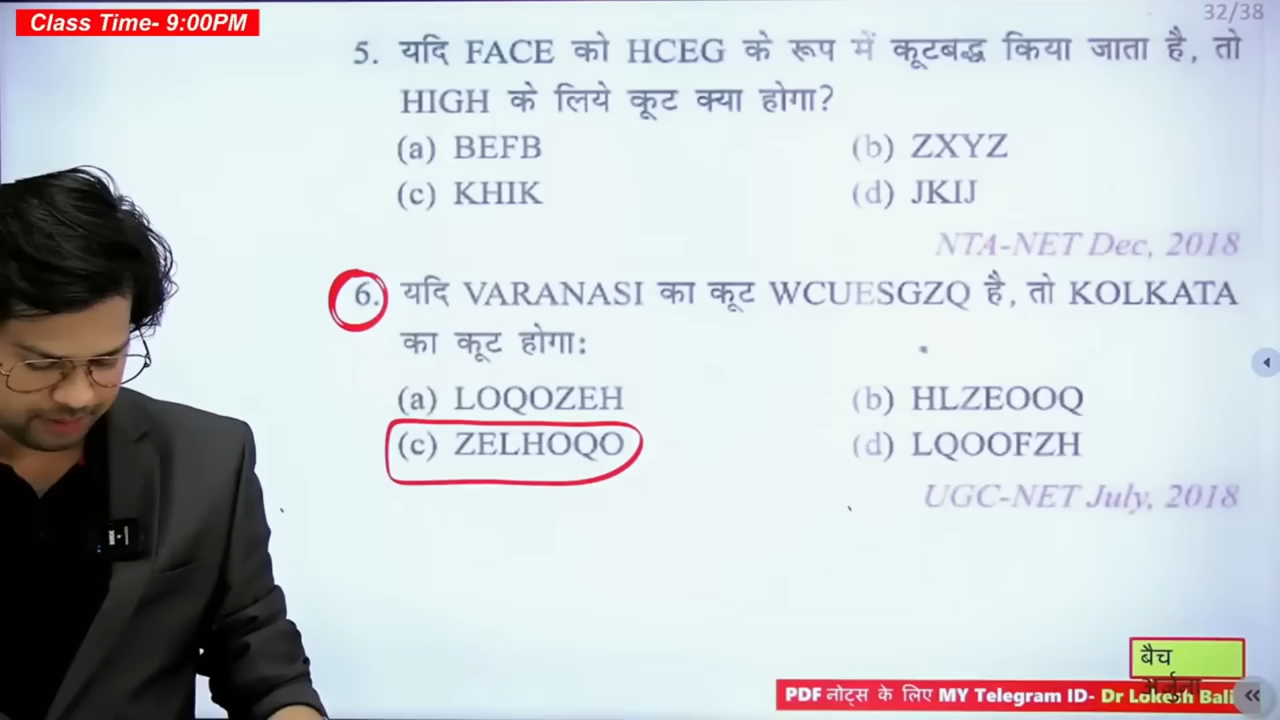 Class Time- 9:00PM
32/38
5. यदि FACE को HCEG के रूप में कूटबद्ध किया जाता है, तो
HIGH के लिये कूट क्या होगा?
(a) BEFB (b) ZXYZ
(c) KHIK (d) JKIJ
NTA-NET Dec, 2018
6. यदि VARANASI का कूट WCUESGZQ है, तो KOLKATA
का कूट होगा:
(a) LOQOZEH (b) HLZEOOQ
(c) ZELHOQO (d) LQOOFZH
UGC-NET July, 2018
बैच
अर्जुना
PDF नोट्स के लिए MY Telegram ID- Dr Lokesh Bali